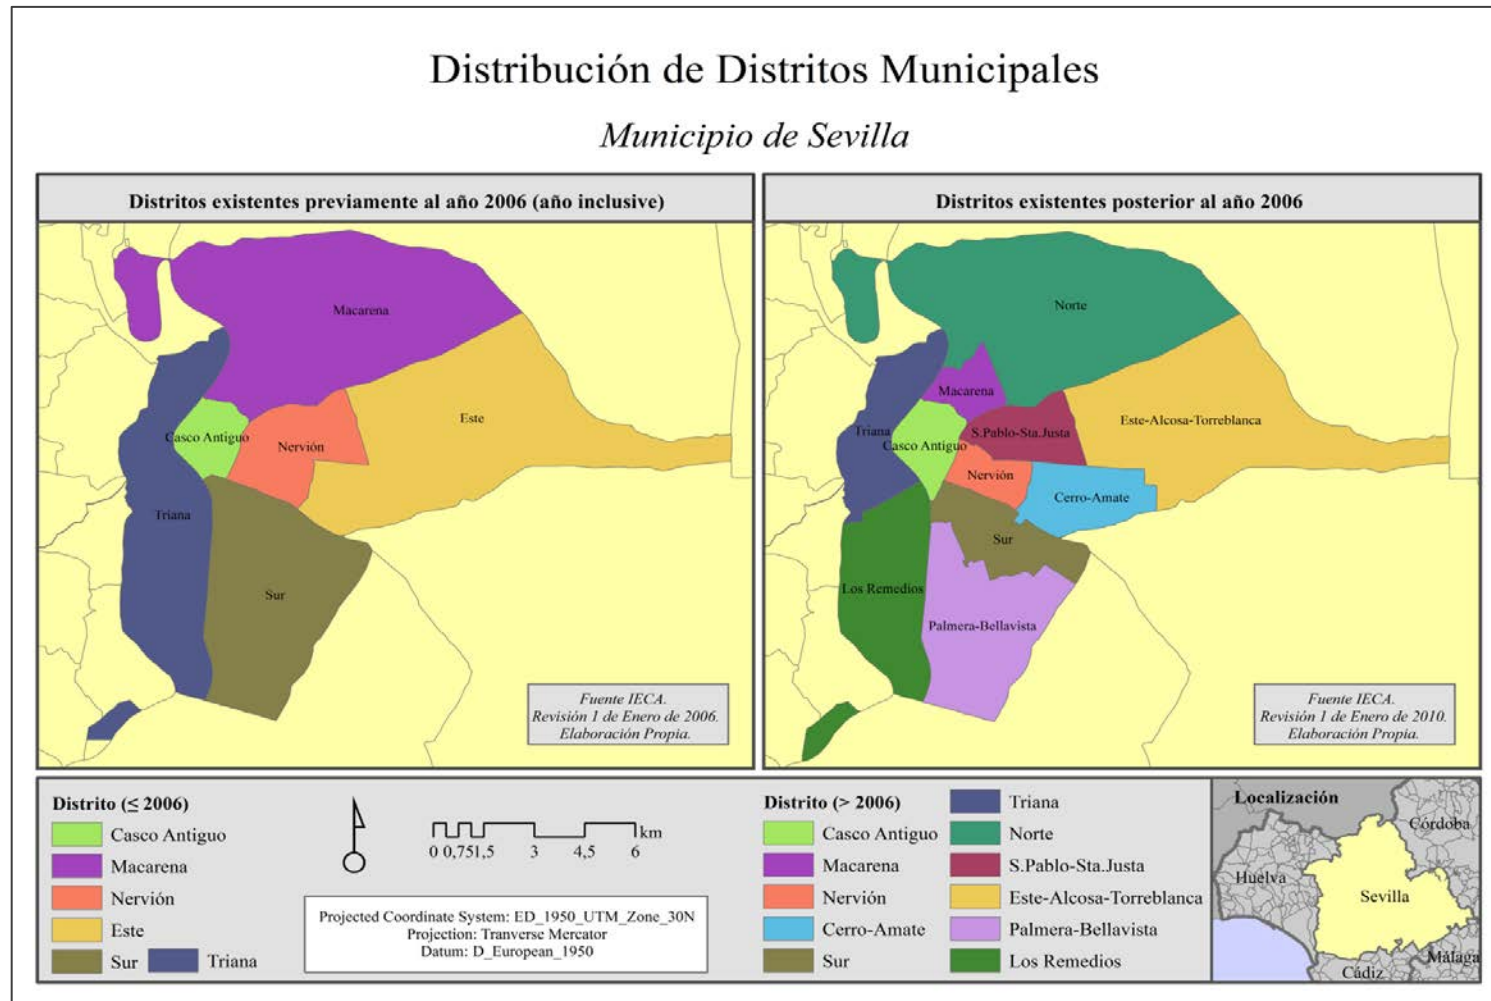 Distribución de Distritos Municipales
Municipio de Sevilla
Distritos existentes previamente al año 2006 (año inclusive)
Macarena
Este
Casco Antiguo
Nervión
Triana
Sur
Fuente IECA.
Revisión 1 de Enero de 2006.
Elaboración Propia.
Distritos existentes posterior al año 2006
Norte
Macarena
Este-Alcosa-Torreblanca
Triana
S.Pablo-Sta.Justa
Casco Antiguo
Nervión
Cerro-Amate
Sur
Los Remedios
Palmera-Bellavista
Fuente IECA.
Revisión 1 de Enero de 2010.
Elaboración Propia.
Distrito (≤ 2006)
Casco Antiguo
Macarena
Nervión
Este
Sur
Triana
km
0 0,751,5 3 4,5 6
Projected Coordinate System: ED_1950_UTM_Zone_30N
Projection: Tranverse Mercator
Datum: D_European_1950
Distrito (> 2006)
Casco Antiguo
Macarena
Nervión
Cerro-Amate
Sur
Triana
Norte
S.Pablo-Sta.Justa
Este-Alcosa-Torreblanca
Palmera-Bellavista
Los Remedios
Localización
Córdoba
Huelva
Sevilla
Málaga
Cádiz